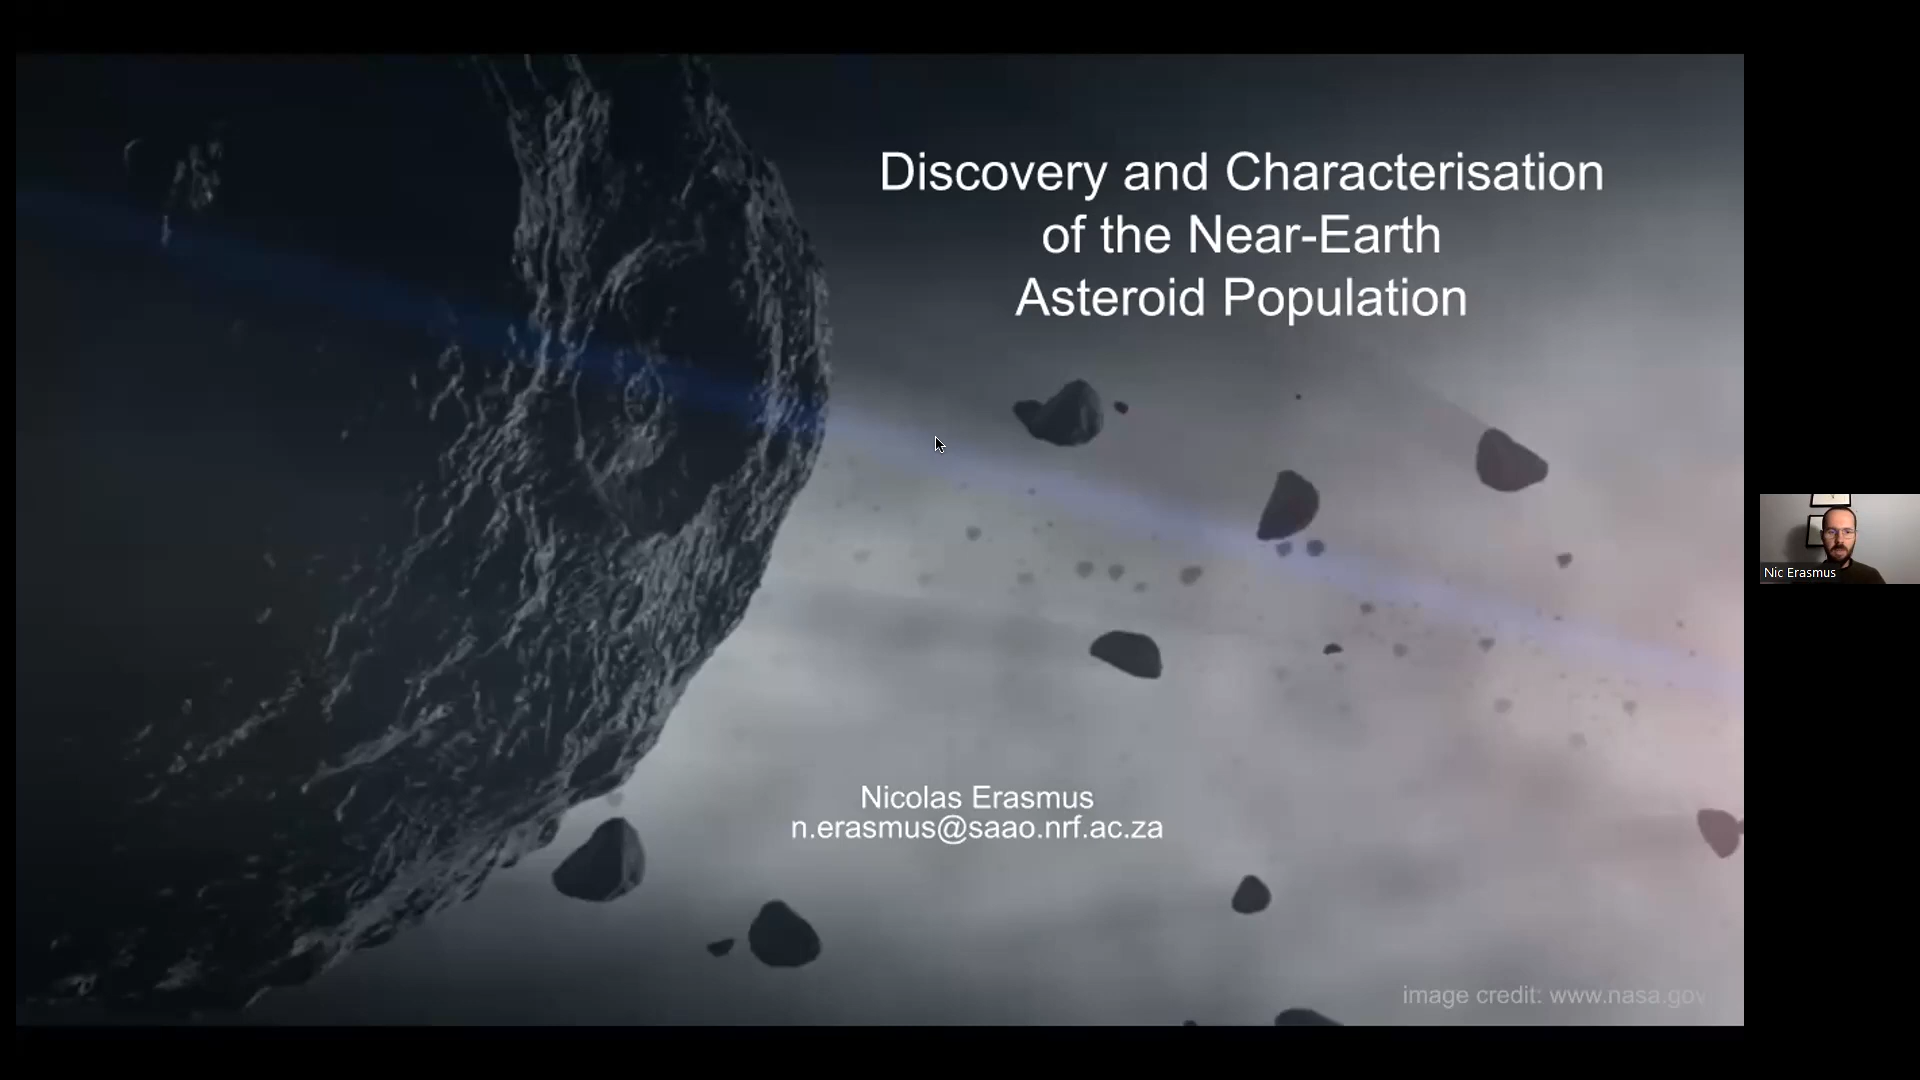 Discovery and Characterisation
of the Near-Earth
Asteroid Population
Nic Erasmus
Nicolas Erasmus
n.erasmus@saao.nrf.ac.za
image credit: www.nasa.gov